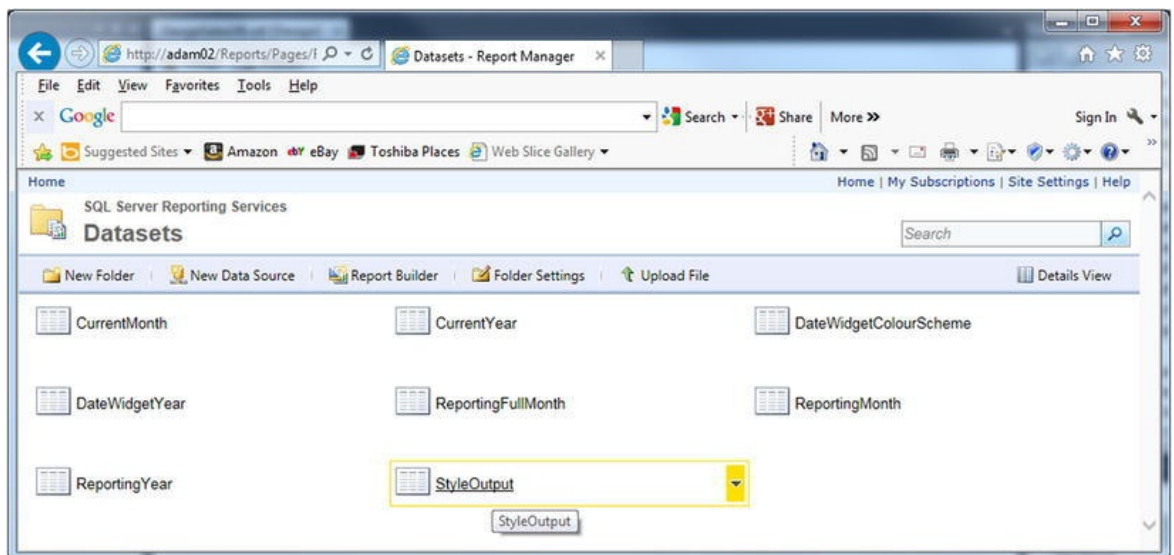 http://adam02/Reports/Pages/F
Datasets - Report Manager
File Edit View Favorites Tools Help
x Google Search Share More >> Sign In
Suggested Sites Amazon ebY eBay Toshiba Places Web Slice Gallery
Home Home | My Subscriptions | Site Settings | Help
SQL Server Reporting Services
Datasets
Search
New Folder New Data Source Report Builder Folder Settings Upload File Details View
CurrentMonth CurrentYear DateWidgetColourScheme
DateWidgetYear ReportingFullMonth ReportingMonth
ReportingYear StyleOutput
StyleOutput